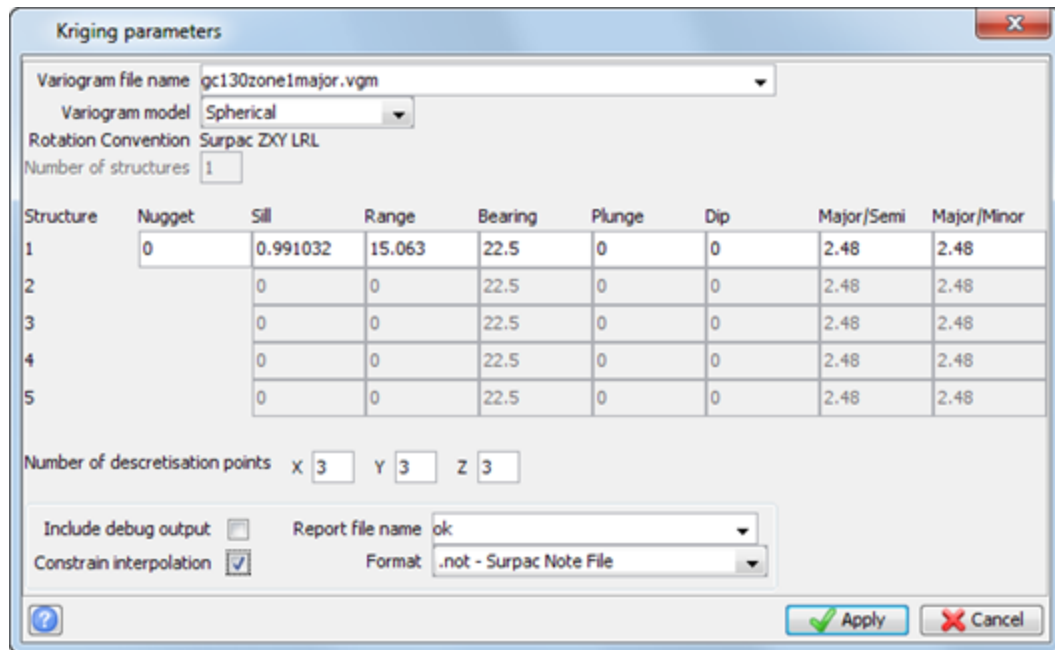 Kriging parameters
Variogram file name gc130zone1major.vgm
Variogram model Spherical
Rotation Convention Surpac ZXY LRL
Number of structures 1
Structure Nugget Sill Range Bearing Plunge Dip Major/Semi Major/Minor
1 0 0.991032 15.063 22.5 0 0 2.48 2.48
2 0 0 22.5 0 0 2.48 2.48
3 0 0 22.5 0 0 2.48 2.48
4 0 0 22.5 0 0 2.48 2.48
5 0 0 22.5 0 0 2.48 2.48
Number of descretisation points X 3 Y 3 Z 3
Include debug output Report file name ok
Constrain interpolation Format .not - Surpac Note File
? Apply Cancel